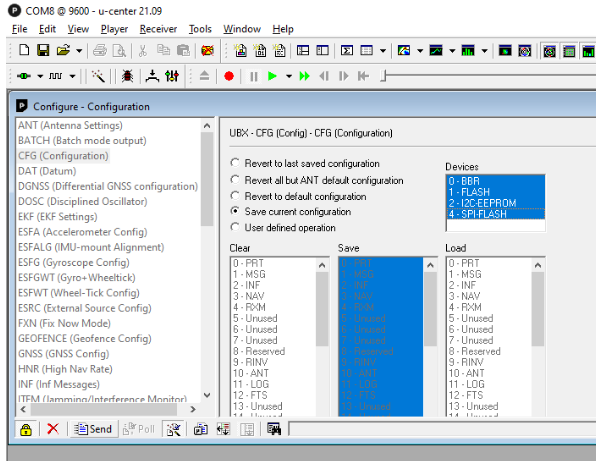 COM8 @ 9600 - u-center 21.09
File Edit View Player Receiver Tools Window Help
Configure - Configuration
ANT (Antenna Settings)
BATCH (Batch mode output)
CFG (Configuration)
DAT (Datum)
DGNSS (Differential GNSS configuration)
DOSC (Disciplined Oscillator)
EKF (EKF Settings)
ESFA (Accelerometer Config)
ESFALG (IMU-mount Alignment)
ESFG (Gyroscope Config)
ESFGWT (Gyro+Wheeltick)
ESFWT (Wheel-Tick Config)
ESRC (External Source Config)
FXN (Fix Now Mode)
GEOFENCE (Geofence Config)
GNSS (GNSS Config)
HNR (High Nav Rate)
INF (Inf Messages)
ITFM (Jamming/Interference Monitor)
UBX - CFG (Config) - CFG (Configuration)
Revert to last saved configuration
Revert all but ANT default configuration
Revert to default configuration
Save current configuration
User defined operation
Devices
0 - BBR
1 - FLASH
2 - I2C-EEPROM
4 - SPI-FLASH
Clear
0 - PRT
1 - MSG
2 - INF
3 - NAV
4 - RXM
5 - Unused
6 - Unused
7 - Unused
8 - Reserved
9 - RINV
10 - ANT
11 - LOG
12 - FTS
13 - Unused
14 - Unused
Save
0 - PRT
1 - MSG
2 - INF
3 - NAV
4 - RXM
5 - Unused
6 - Unused
7 - Unused
8 - Reserved
9 - RINV
10 - ANT
11 - LOG
12 - FTS
13 - Unused
Load
0 - PRT
1 - MSG
2 - INF
3 - NAV
4 - RXM
5 - Unused
6 - Unused
7 - Unused
8 - Reserved
9 - RINV
10 - ANT
11 - LOG
12 - FTS
13 - Unused
14 - Unused
Send Poll